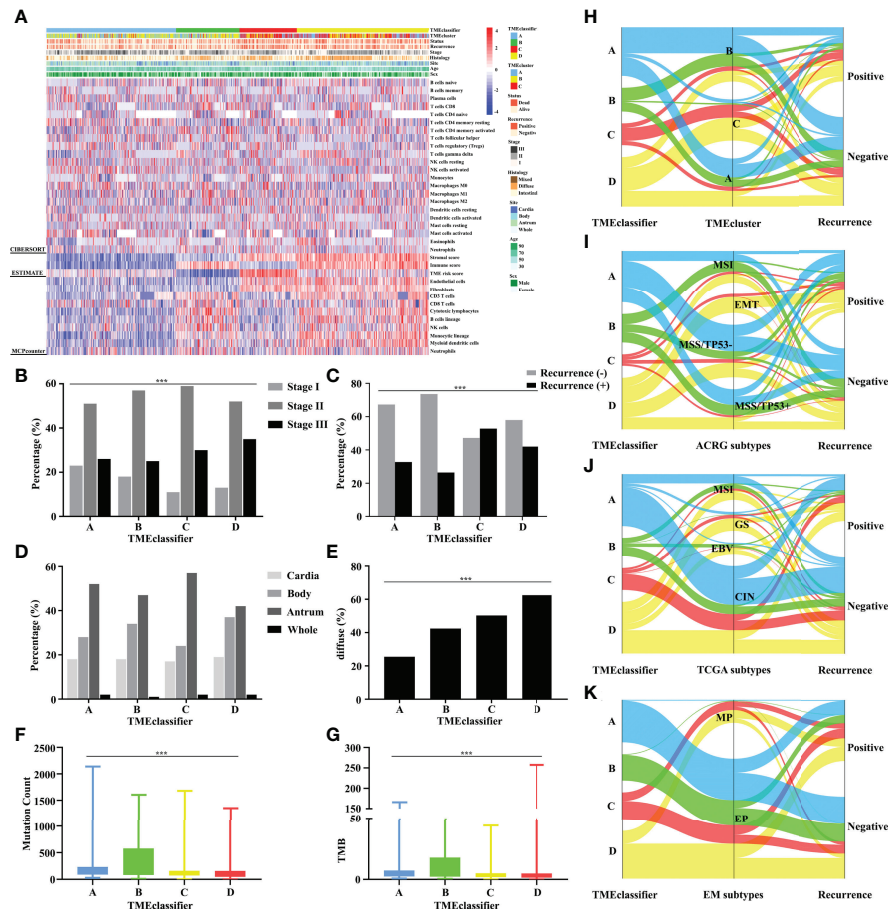 A
TMEclassifier
TMEcluster
Status
Recurrence
Stage
Histology
Site
Age
Sex
B cells naive
B cells memory
Plasma cells
T cells CD8
T cells CD4 naive
T cells CD4 memory resting
T cells CD4 memory activated
T cells follicular helper
T cells regulatory (Tregs)
T cells gamma delta
NK cells resting
NK cells activated
Monocytes
Macrophages M0
Macrophages M1
Macrophages M2
Dendritic cells resting
Dendritic cells activated
Mast cells resting
Mast cells activated
Eosinophils
CIBERSORT
Neutrophils
Stromal score
Immune score
ESTIMATE
TME risk score
Endothelial cells
Fibroblasts
CD3 T cells
CD8 T cells
Cytotoxic lymphocytes
B cells lineage
NK cells
Monocytic lineage
Myeloid dendritic cells
MCPcounter
Neutrophils
4
2
0
-2
-4
TMEclassifier
A
B
C
D
TMEcluster
A
B
C
Status
Dead
Alive
Recurrence
Positive
Negative
Stage
III
II
I
Histology
Mixed
Diffuse
Intestinal
Site
Cardia
Body
Antrum
Whole
Age
90
70
50
30
Sex
Male
B
Percentage (%)
60
40
20
0
***
Stage I
Stage II
Stage III
A B C D
TMEclassifier
C
Percentage (%)
80
60
40
20
0
***
Recurrence (-)
Recurrence (+)
A B C D
TMEclassifier
D
Percentage (%)
60
40
20
0
Cardia
Body
Antrum
Whole
A B C D
TMEclassifier
E
diffuse (%)
80
60
40
20
0
***
A B C D
TMEclassifier
F
Mutation Count
2500
2000
1500
1000
500
0
***
A B C D
TMEclassifier
G
TMB
300
250
200
150
100
50
0
***
A B C D
TMEclassifier
H
A
B
C
D
B
C
A
Positive
Negative
TMEclassifier TMEcluster Recurrence
I
A
B
C
D
MSI
EMT
MSS/TP53-
MSS/TP53+
Positive
Negative
TMEclassifier ACRG subtypes Recurrence
J
A
B
C
D
MSI
GS
EBV
CIN
Positive
Negative
TMEclassifier TCGA subtypes Recurrence
K
A
B
C
D
MP
EP
Positive
Negative
TMEclassifier EM subtypes Recurrence